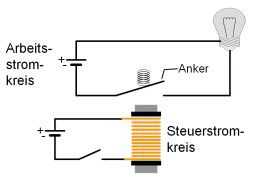 Arbeits-
strom-
kreis
+
-
Anker
Steuerstrom-
kreis
+
-